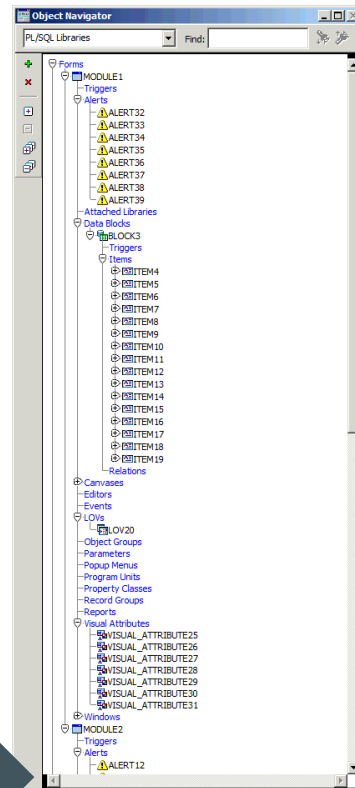 Object Navigator
PL/SQL Libraries Find:
Forms
MODULE1
Triggers
Alerts
ALERT32
ALERT33
ALERT34
ALERT35
ALERT36
ALERT37
ALERT38
ALERT39
Attached Libraries
Data Blocks
BLOCK3
Triggers
Items
ITEM4
ITEM5
ITEM6
ITEM7
ITEM8
ITEM9
ITEM10
ITEM11
ITEM12
ITEM13
ITEM14
ITEM15
ITEM16
ITEM17
ITEM18
ITEM19
Relations
Canvases
Editors
Events
LOVs
LOV20
Object Groups
Parameters
Popup Menus
Program Units
Property Classes
Record Groups
Reports
Visual Attributes
VISUAL_ATTRIBUTE25
VISUAL_ATTRIBUTE26
VISUAL_ATTRIBUTE27
VISUAL_ATTRIBUTE28
VISUAL_ATTRIBUTE29
VISUAL_ATTRIBUTE30
VISUAL_ATTRIBUTE31
Windows
MODULE2
Triggers
Alerts
ALERT12